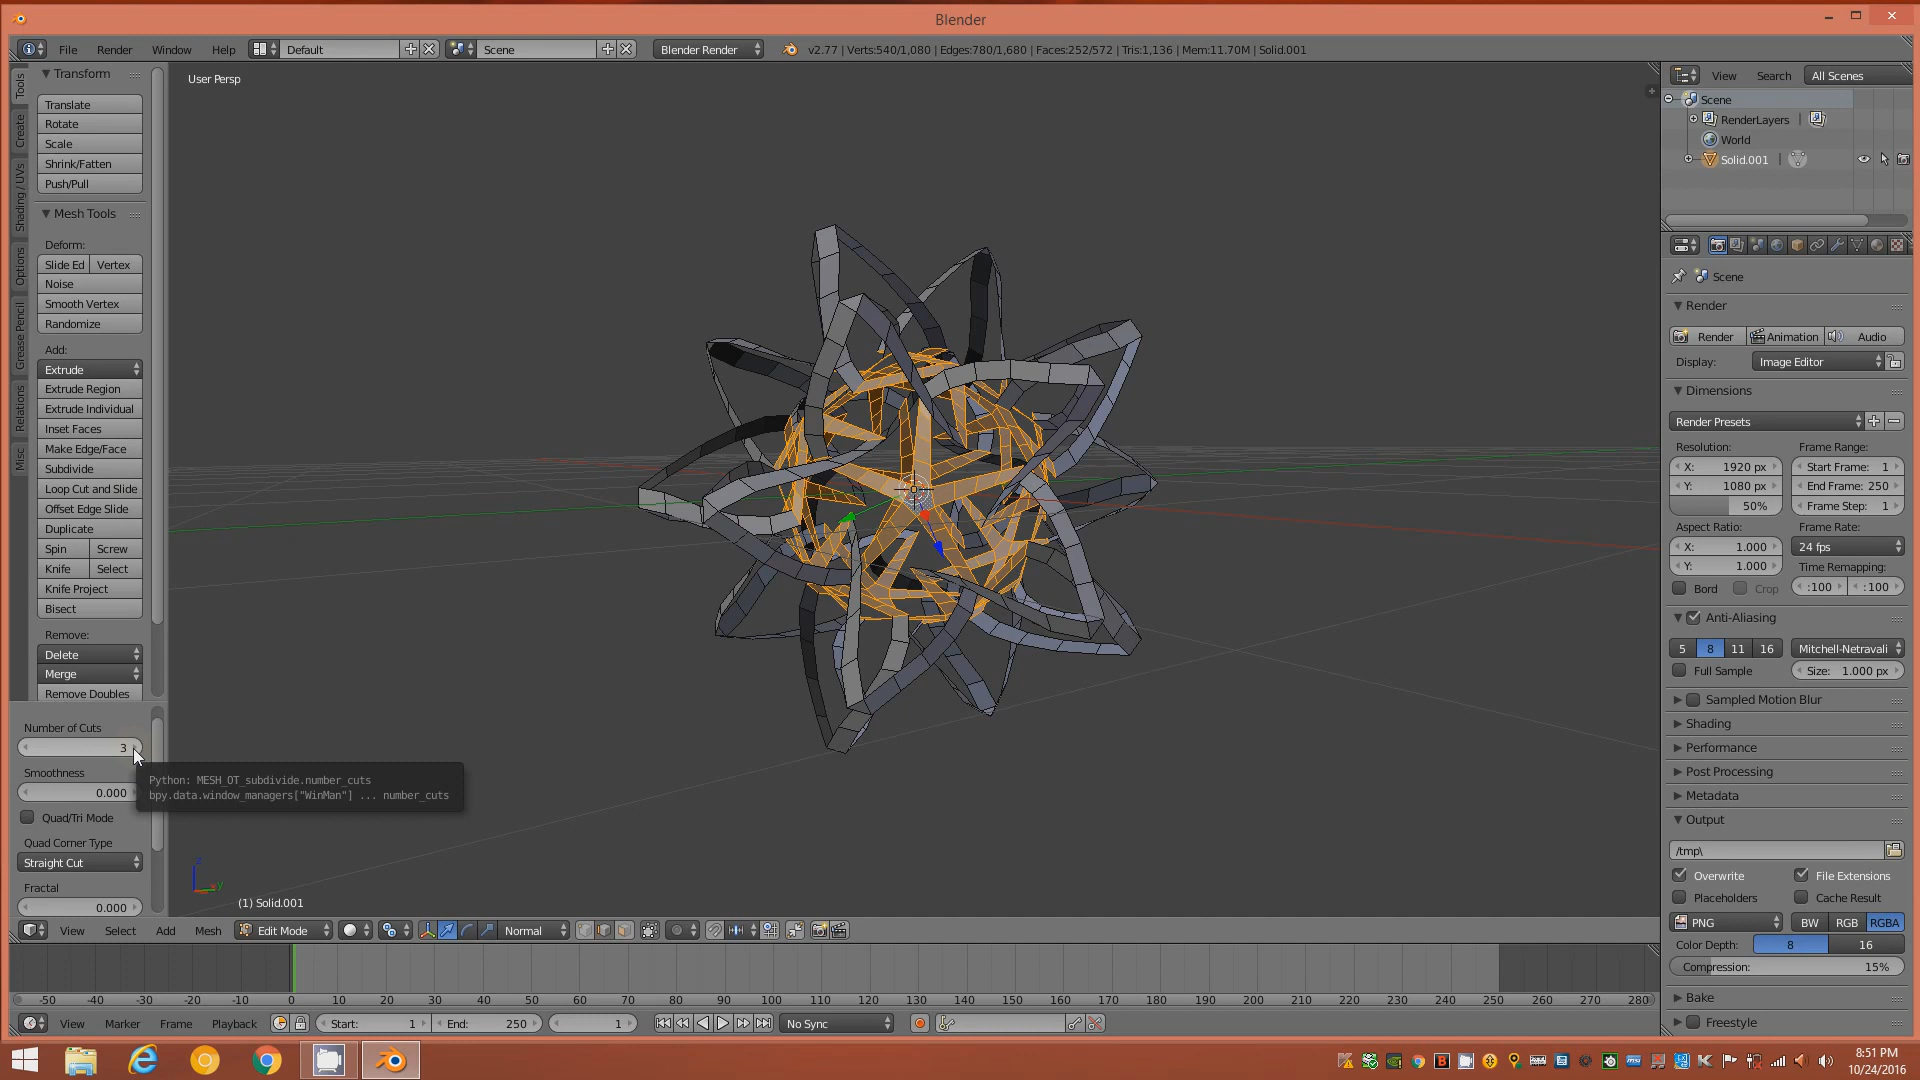 Blender
File Render Window Help Default Scene Blender Render v2.77 | Verts:540/1,080 | Edges:780/1,680 | Faces:252/572 | Tris:1,136 | Mem:11.70M | Solid.001
Tools
Create
Shading / UVs
Options
Grease Pencil
Relations
Misc
Transform
Translate
Rotate
Scale
Shrink/Fatten
Push/Pull
Mesh Tools
Deform:
Slide Ed Vertex
Noise
Smooth Vertex
Randomize
Add:
Extrude
Extrude Region
Extrude Individual
Inset Faces
Make Edge/Face
Subdivide
Loop Cut and Slide
Offset Edge Slide
Duplicate
Spin Screw
Knife Select
Knife Project
Bisect
Remove:
Delete
Merge
Remove Doubles
Number of Cuts
3
Smoothness
0.000
Quad/Tri Mode
Quad Corner Type
Straight Cut
Fractal
0.000
Python: MESH_OT_subdivide.number_cuts
bpy.data.window_managers["WinMan"] ... number_cuts
User Persp
(1) Solid.001
View Select Add Mesh Edit Mode Normal
View Search All Scenes
Scene
RenderLayers |
World
Solid.001 |
Scene
Render
Render Animation Audio
Display: Image Editor
Dimensions
Render Presets
Resolution: Frame Range:
X: 1920 px Start Frame: 1
Y: 1080 px End Frame: 250
50% Frame Step: 1
Aspect Ratio: Frame Rate:
X: 1.000 24 fps
Y: 1.000 Time Remapping:
Bord Crop :100 :100
Anti-Aliasing
5 8 11 16 Mitchell-Netravali
Full Sample Size: 1.000 px
Sampled Motion Blur
Shading
Performance
Post Processing
Metadata
Output
/tmp\
Overwrite File Extensions
Placeholders Cache Result
PNG BW RGB RGBA
Color Depth: 8 16
Compression: 15%
Bake
Freestyle
-50 -40 -30 -20 -10 0 10 20 30 40 50 60 70 80 90 100 110 120 130 140 150 160 170 180 190 200 210 220 230 240 250 260 270 280
View Marker Frame Playback Start: 1 End: 250 1 No Sync
8:51 PM
10/24/2016